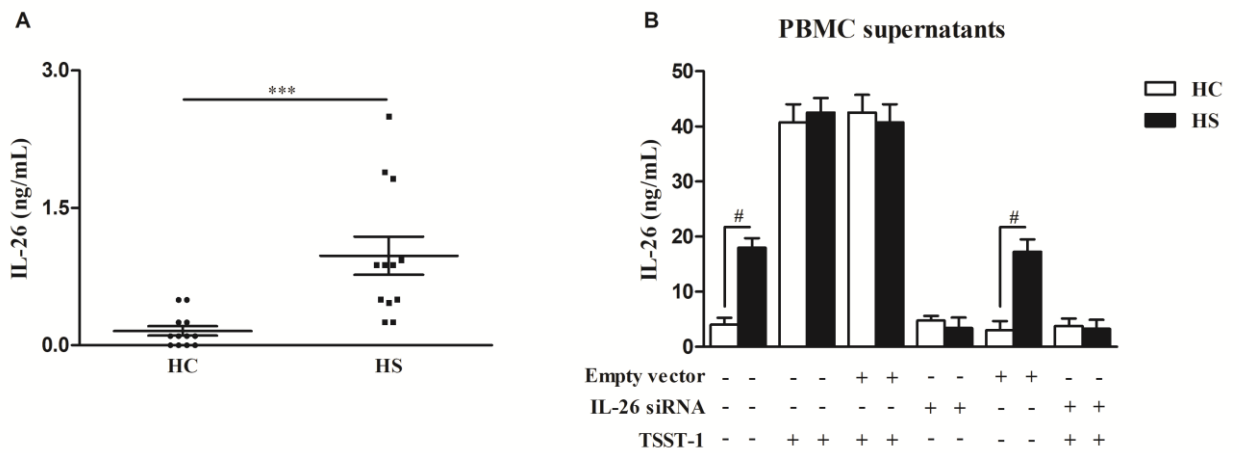 A
3.0
1.5
0.0
IL-26 (ng/mL)
***
HC HS
B
PBMC supernatants
50
40
30
20
10
0
IL-26 (ng/mL)
# #
HC
HS
Empty vector - - - - + + - - + + - -
IL-26 siRNA - - - - - - + + - - + +
TSST-1 - - + + + + - - - - + +